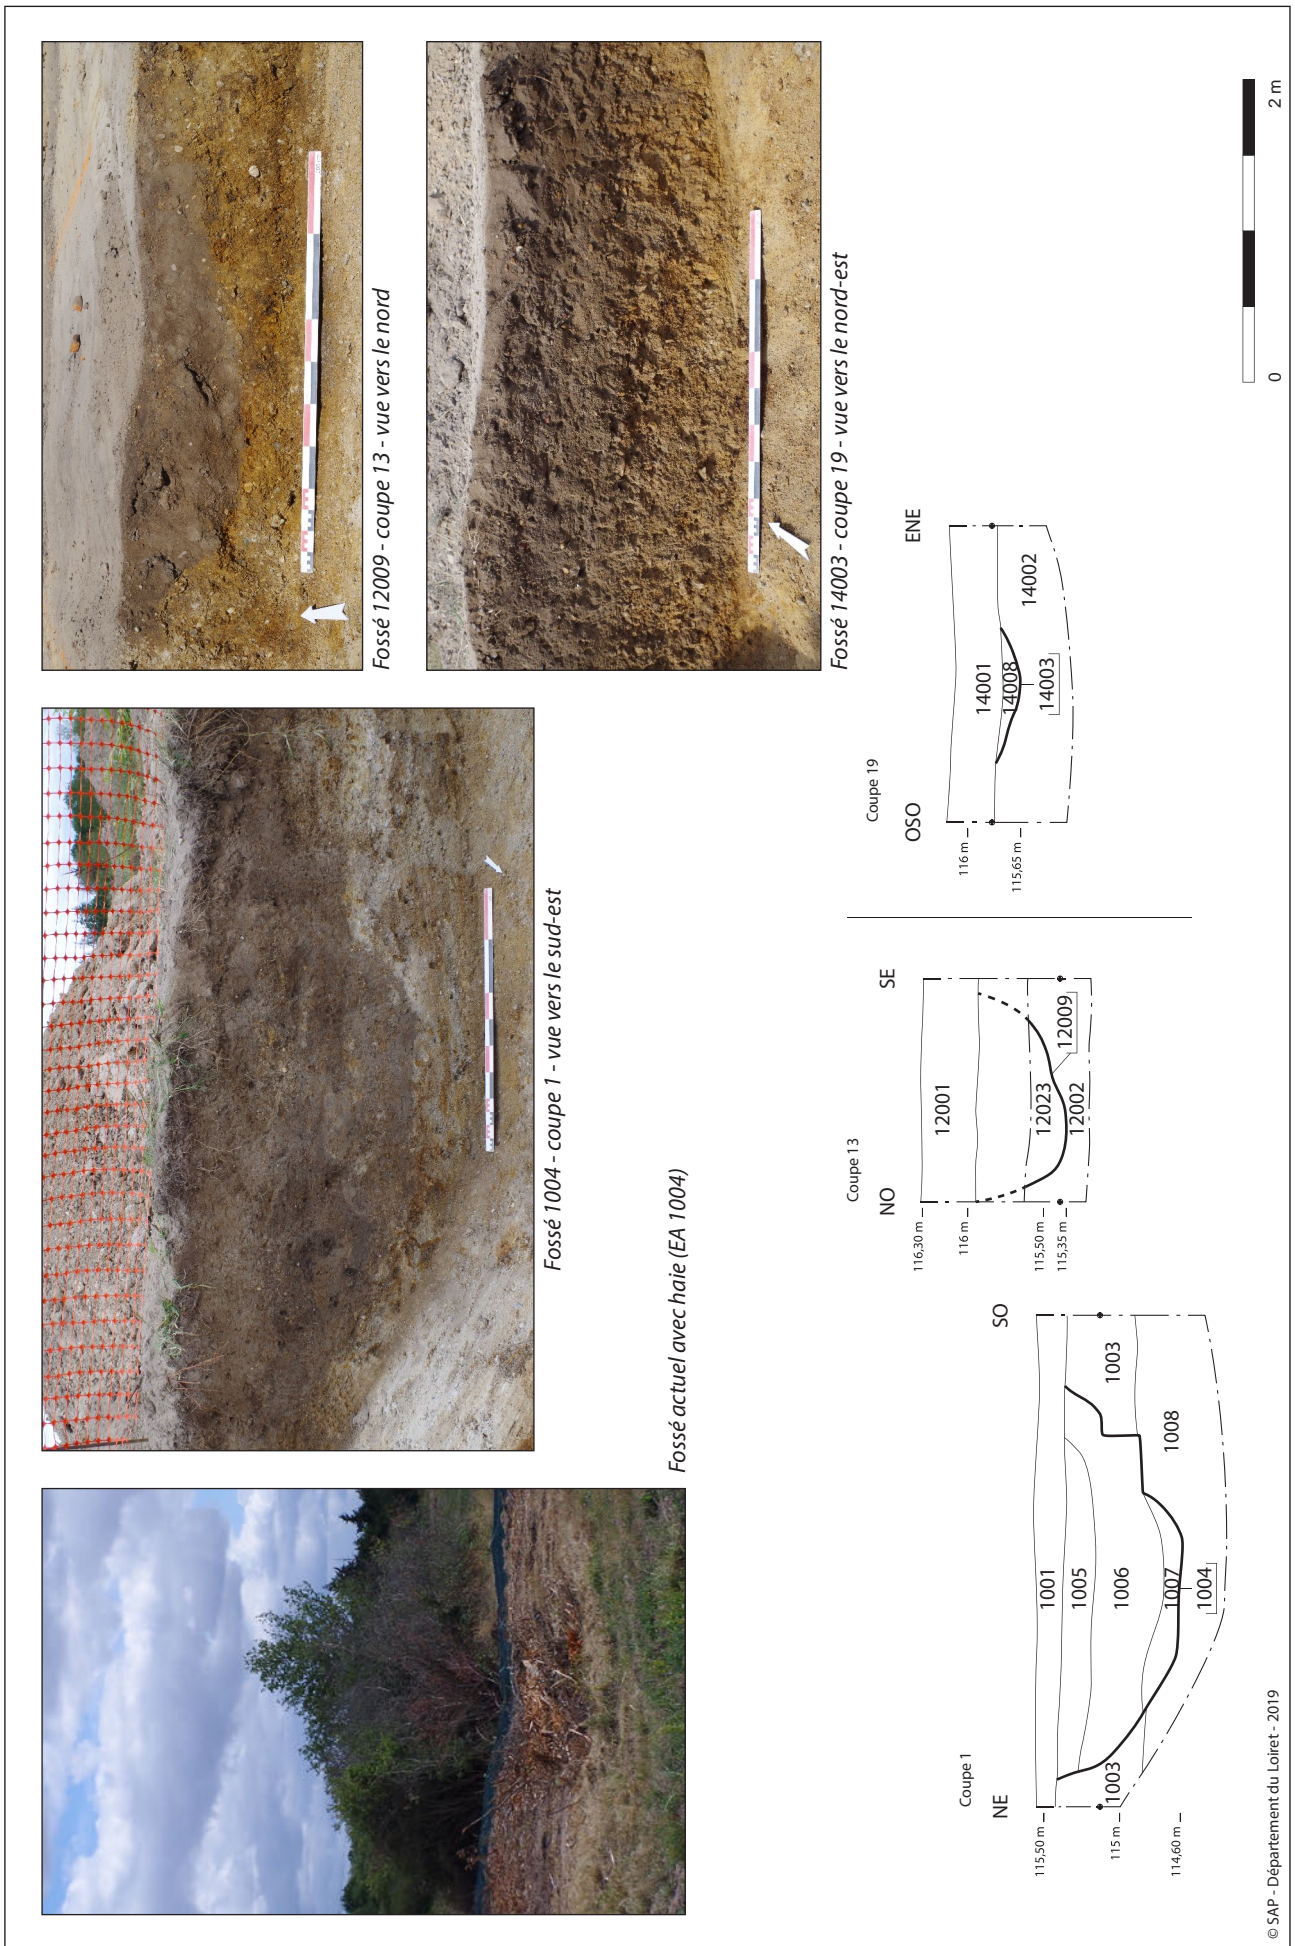 Fossé actuel avec haie (EA 1004)
Fossé 1004 - coupe 1 - vue vers le sud-est
Fossé 12009 - coupe 13 - vue vers le nord
Fossé 14003 - coupe 19 - vue vers le nord-est
Coupe 1
NE
SO
115,50 m
115 m
114,60 m
1001
1005
1006
1007
1004
1003
1003
1008
Coupe 13
NO
SE
116,30 m
116 m
115,50 m
115,35 m
12001
12023
12002
12009
Coupe 19
OSO
ENE
116 m
115,65 m
14001
14008
14003
14002
0
2 m
© SAP - Département du Loiret - 2019